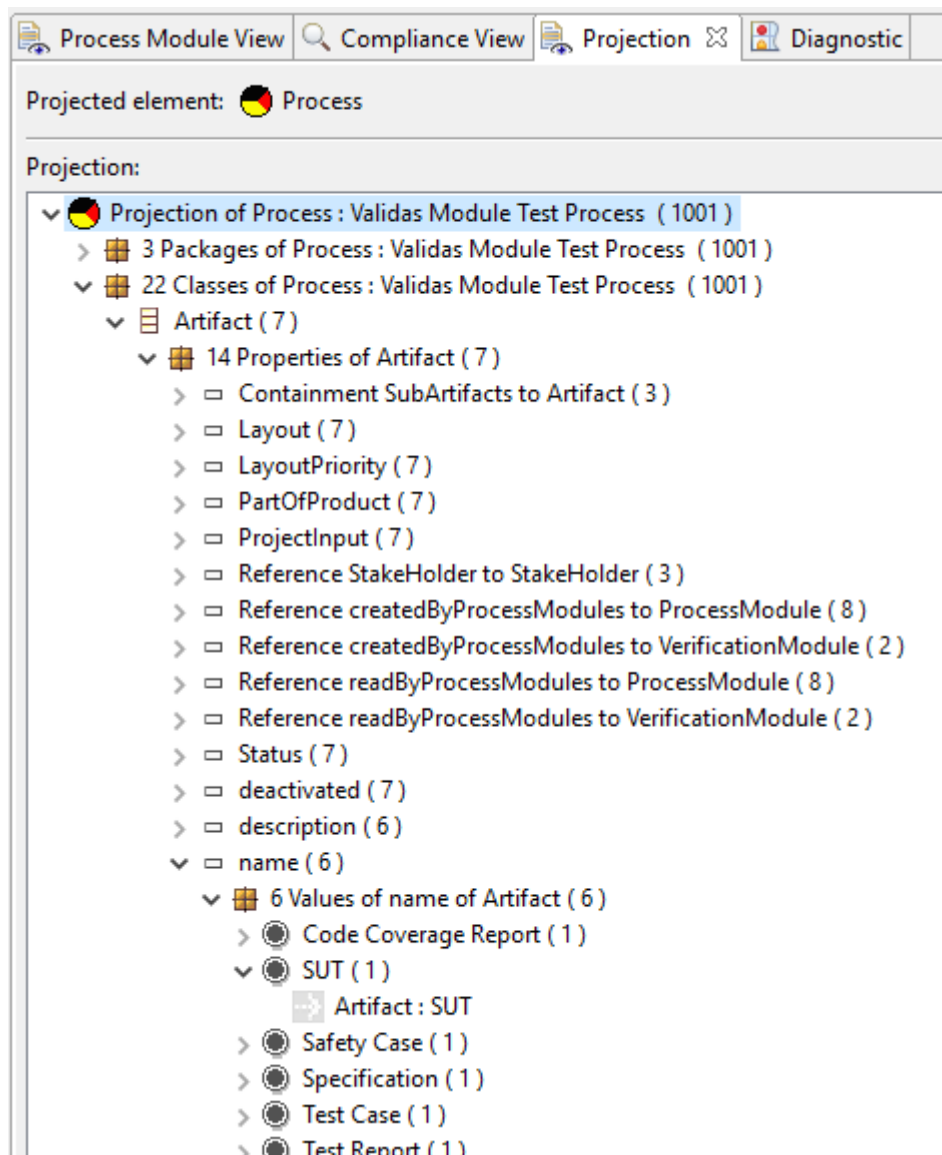 Process Module View Compliance View Projection Diagnostic
Projected element: Process
Projection:
Projection of Process : Validas Module Test Process ( 1001 )
3 Packages of Process : Validas Module Test Process ( 1001 )
22 Classes of Process : Validas Module Test Process ( 1001 )
Artifact ( 7 )
14 Properties of Artifact ( 7 )
Containment SubArtifacts to Artifact ( 3 )
Layout ( 7 )
LayoutPriority ( 7 )
PartOfProduct ( 7 )
ProjectInput ( 7 )
Reference StakeHolder to StakeHolder ( 3 )
Reference createdByProcessModules to ProcessModule ( 8 )
Reference createdByProcessModules to VerificationModule ( 2 )
Reference readByProcessModules to ProcessModule ( 8 )
Reference readByProcessModules to VerificationModule ( 2 )
Status ( 7 )
deactivated ( 7 )
description ( 6 )
name ( 6 )
6 Values of name of Artifact ( 6 )
Code Coverage Report ( 1 )
SUT ( 1 )
Artifact : SUT
Safety Case ( 1 )
Specification ( 1 )
Test Case ( 1 )
Test Report ( 1 )